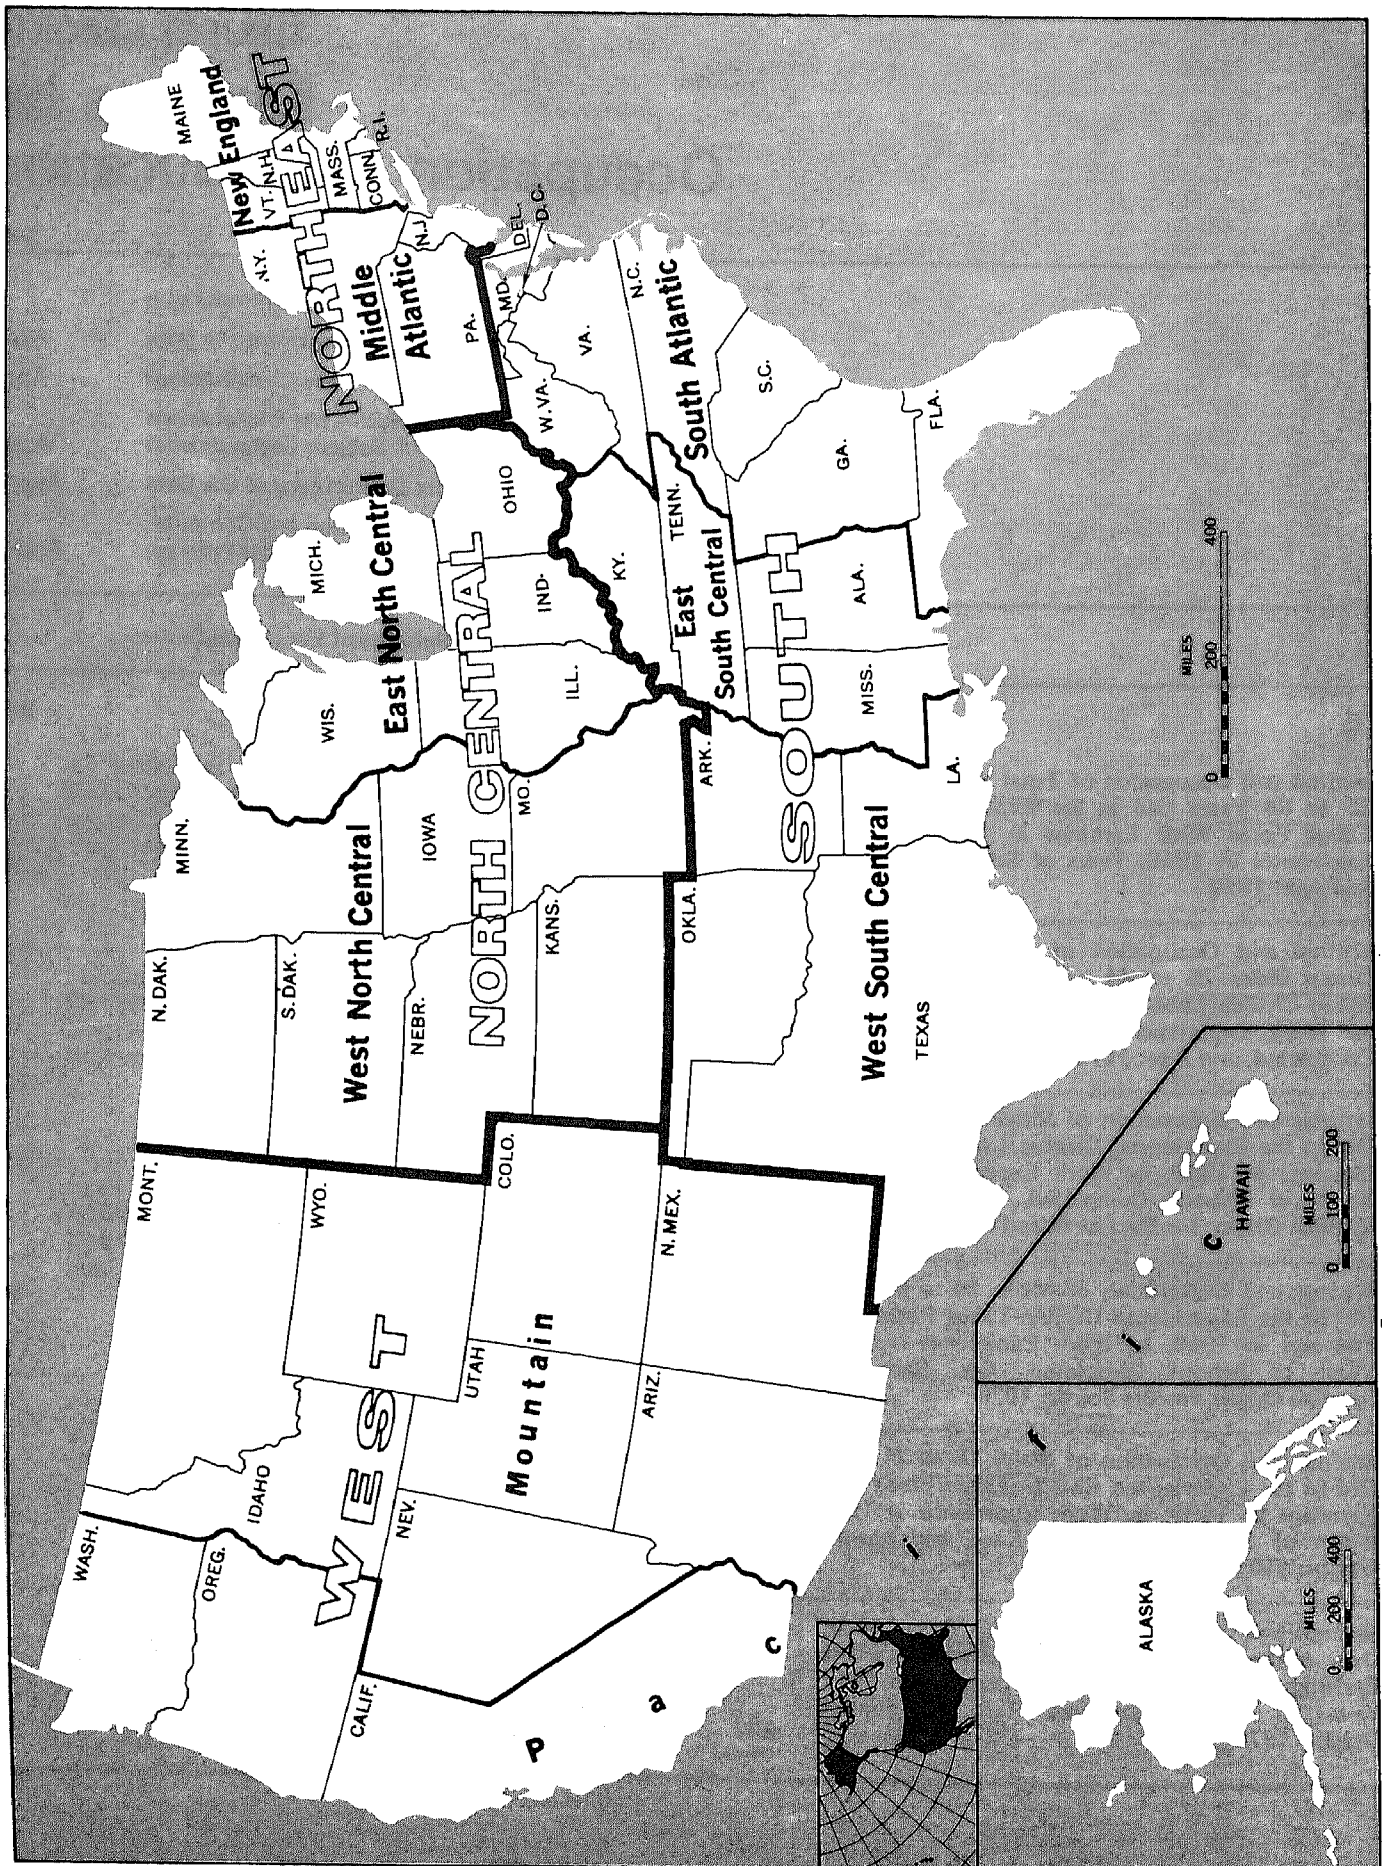 WEST
NORTH CENTRAL
NORTHEAST
SOUTH
Pacific
Mountain
West North Central
East North Central
Middle
Atlantic
New England
West South Central
East
South Central
South Atlantic
WASH.
OREG.
CALIF.
IDAHO
NEV.
MONT.
WYO.
UTAH
COLO.
ARIZ.
N. MEX.
N. DAK.
S. DAK.
NEBR.
KANS.
MINN.
IOWA
MO.
WIS.
MICH.
ILL.
IND.
OHIO
N.Y.
PA.
N.J.
MAINE
VT.
N.H.
MASS.
CONN.
R.I.
OKLA.
TEXAS
ARK.
LA.
KY.
TENN.
MISS.
ALA.
W.VA.
MD.
DEL.
D.C.
VA.
N.C.
S.C.
GA.
FLA.
ALASKA
MILES
0 200 400
HAWAII
MILES
0 100 200
MILES
0 200 400